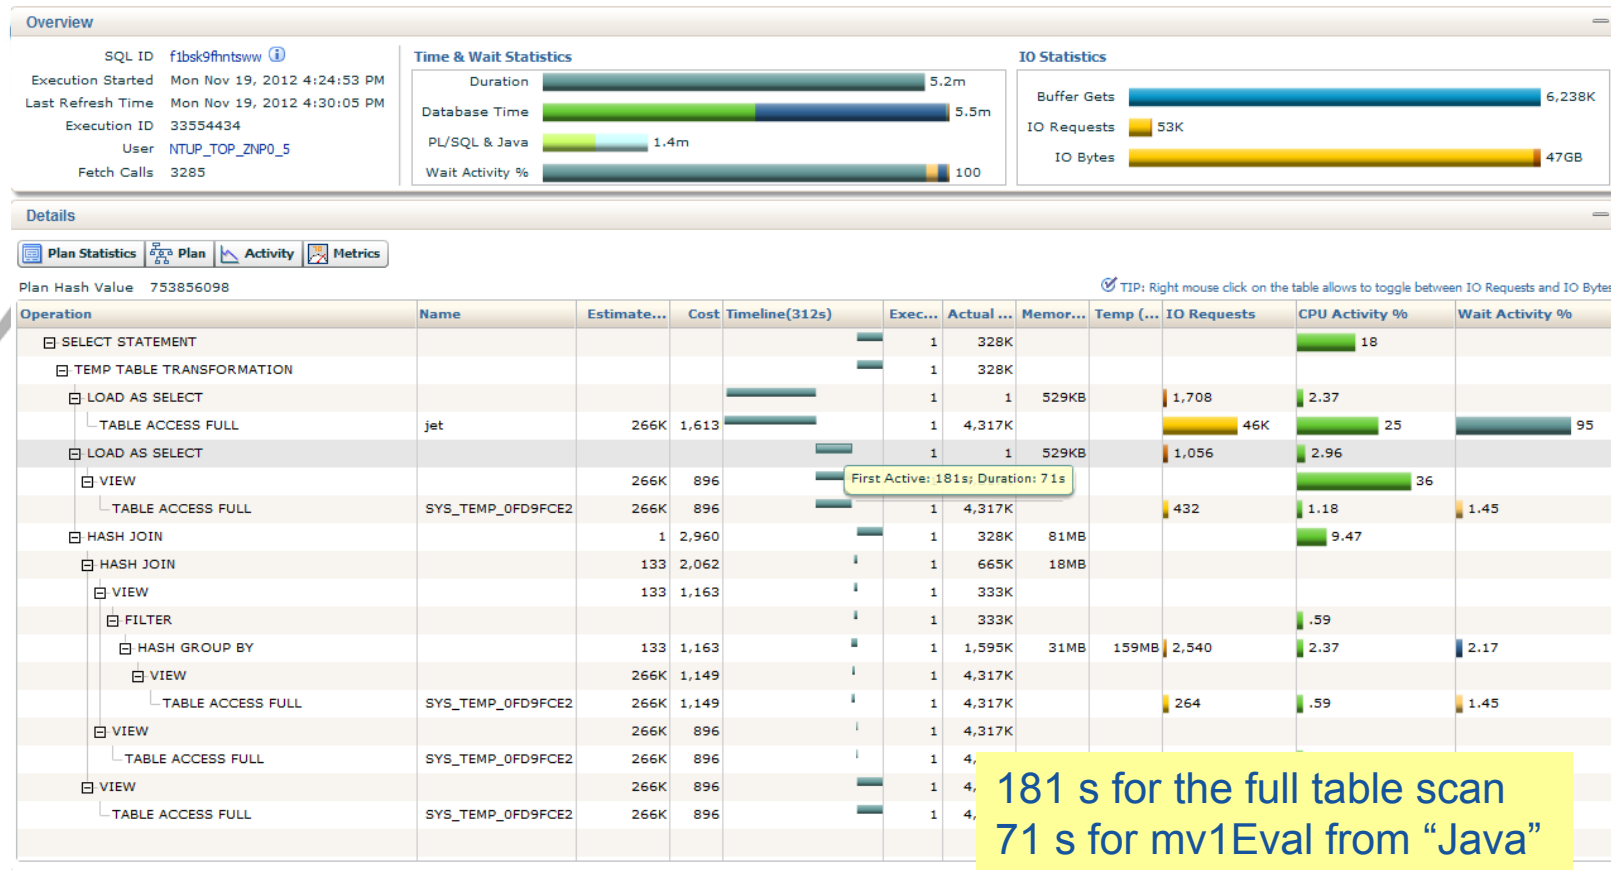 Overview
SQL ID f1bsk9fhntsww
Execution Started Mon Nov 19, 2012 4:24:53 PM
Last Refresh Time Mon Nov 19, 2012 4:30:05 PM
Execution ID 33554434
User NTUP_TOP_ZNP0_5
Fetch Calls 3285
Time & Wait Statistics
Duration 5.2m
Database Time 5.5m
PL/SQL & Java 1.4m
Wait Activity % 100
IO Statistics
Buffer Gets 6,238K
IO Requests 53K
IO Bytes 47GB
Details
Plan Statistics Plan Activity Metrics
Plan Hash Value 753856098
TIP: Right mouse click on the table allows to toggle between IO Requests and IO Bytes
Operation Name Estimate... Cost Timeline(312s) Exec... Actual ... Memor... Temp (... IO Requests CPU Activity % Wait Activity %
SELECT STATEMENT 1 328K 18
TEMP TABLE TRANSFORMATION 1 328K
LOAD AS SELECT 1 1 529KB 1,708 2.37
TABLE ACCESS FULL jet 266K 1,613 1 4,317K 46K 25 95
LOAD AS SELECT 1 1 529KB 1,056 2.96
VIEW 266K 896 First Active: 181s; Duration: 71s 36
TABLE ACCESS FULL SYS_TEMP_0FD9FCE2 266K 896 1 4,317K 432 1.18 1.45
HASH JOIN 1 2,960 1 328K 81MB 9.47
HASH JOIN 133 2,062 1 665K 18MB
VIEW 133 1,163 1 333K
FILTER 1 333K .59
HASH GROUP BY 133 1,163 1 1,595K 31MB 159MB 2,540 2.37 2.17
VIEW 266K 1,149 1 4,317K
TABLE ACCESS FULL SYS_TEMP_0FD9FCE2 266K 1,149 1 4,317K 264 .59 1.45
VIEW 266K 896 1 4,317K
TABLE ACCESS FULL SYS_TEMP_0FD9FCE2 266K 896 1 4,
VIEW 266K 896 1 4,
TABLE ACCESS FULL SYS_TEMP_0FD9FCE2 266K 896 1 4,
181 s for the full table scan
71 s for mv1Eval from “Java”